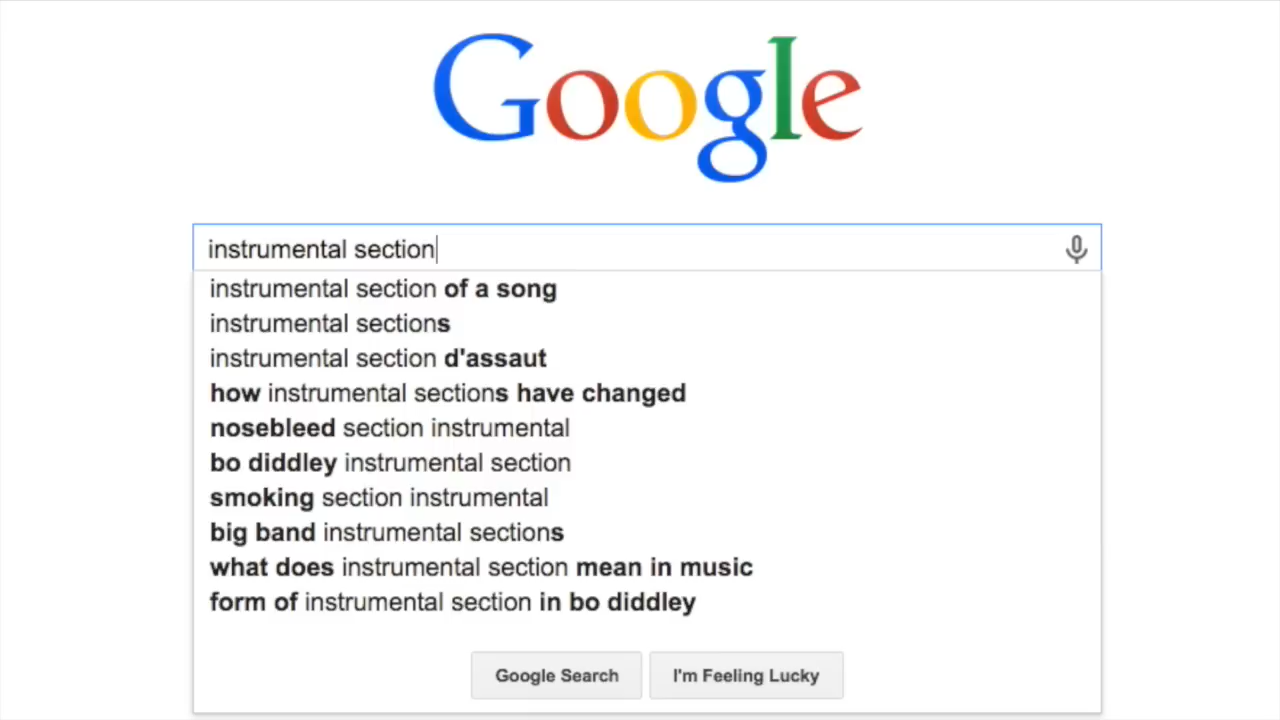 Google
instrumental section
instrumental section of a song
instrumental sections
instrumental section d'assaut
how instrumental sections have changed
nosebleed section instrumental
bo diddley instrumental section
smoking section instrumental
big band instrumental sections
what does instrumental section mean in music
form of instrumental section in bo diddley
Google Search I'm Feeling Lucky